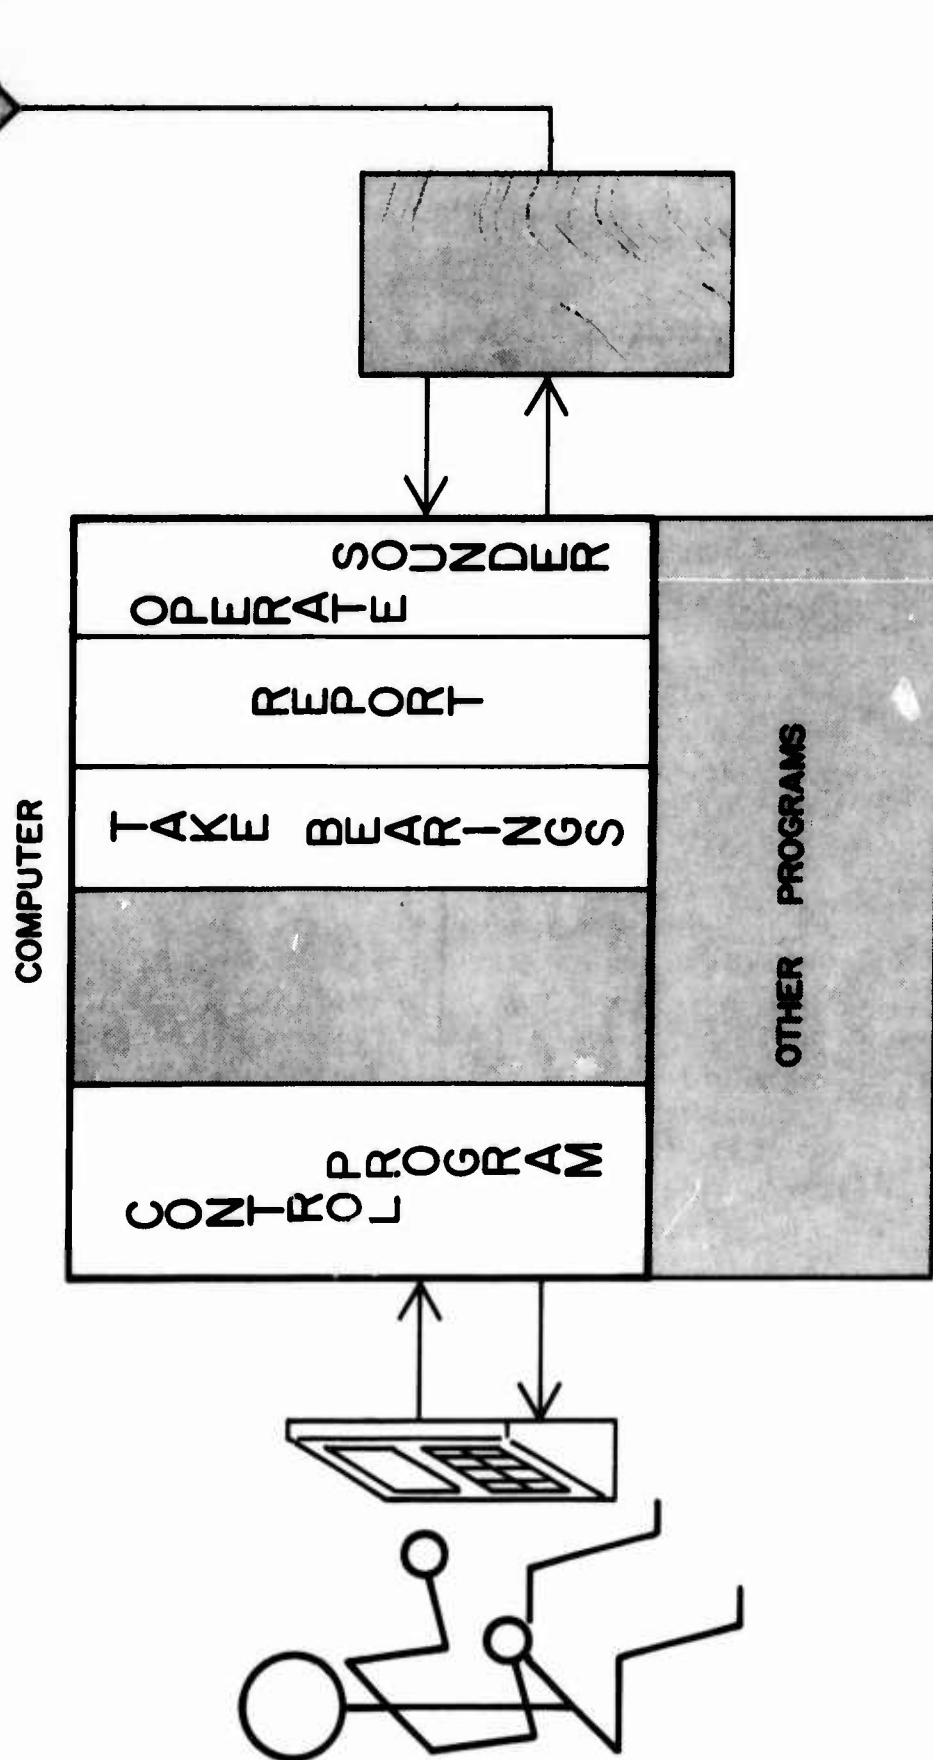 COMPUTER
CONTROL
PROGRAM
TAKE BEARINGS
REPORT
OPERATE
SOUNDER
OTHER PROGRAMS